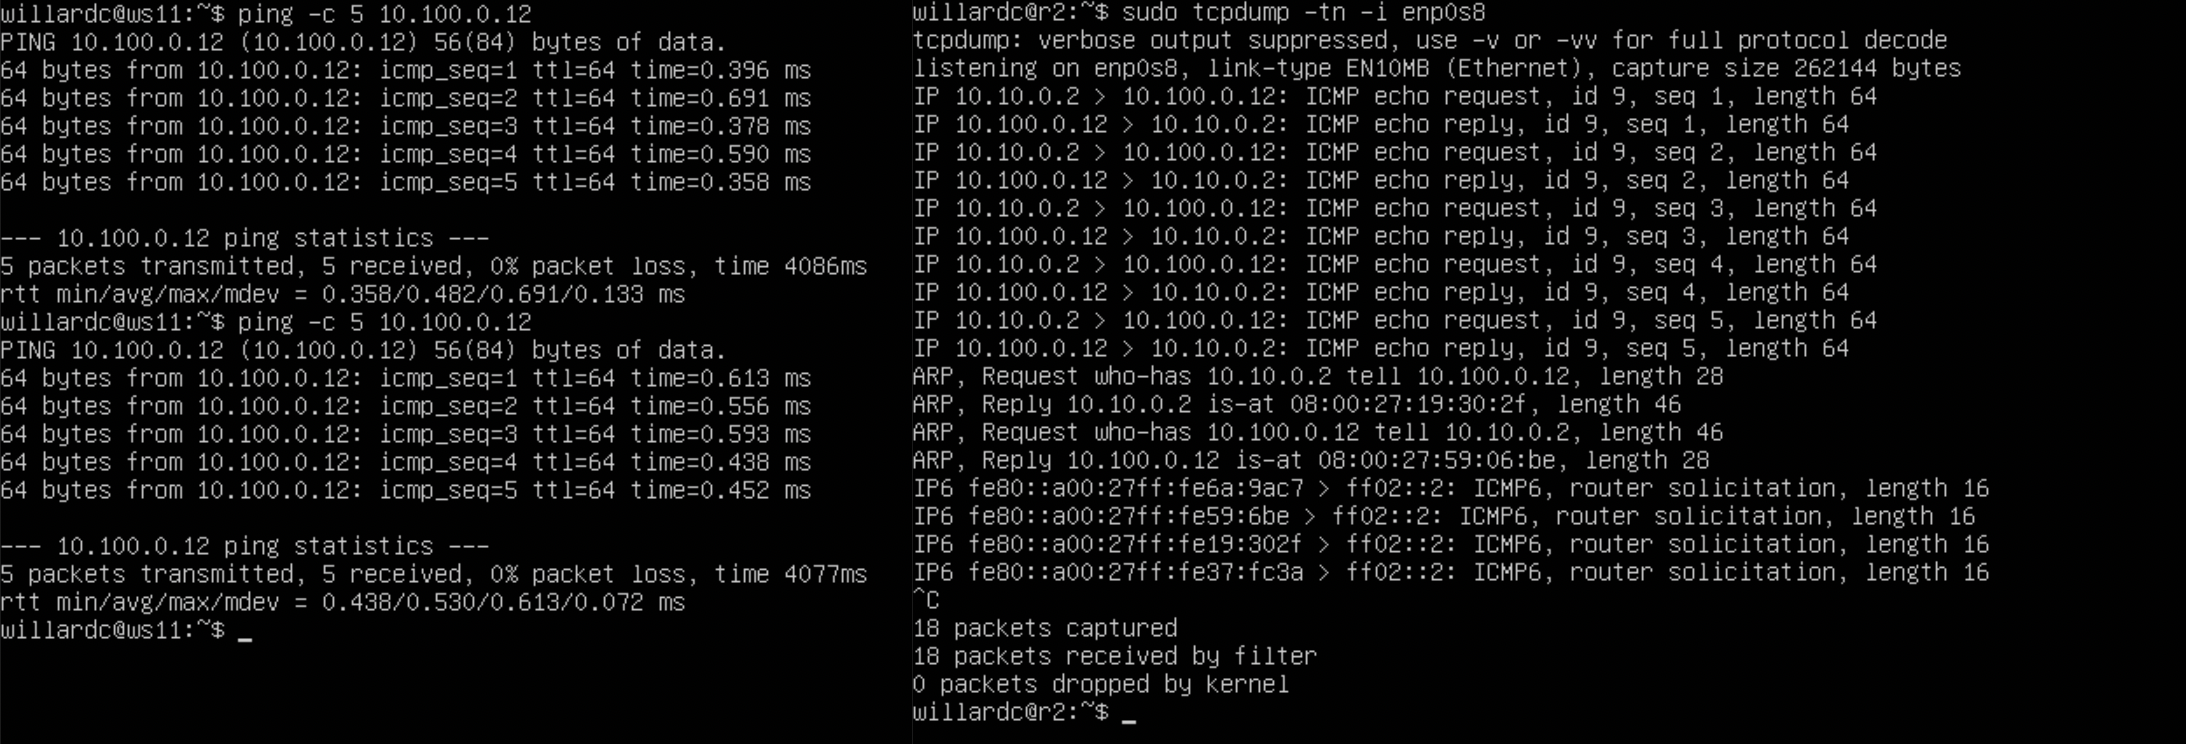 willardc@ws11:~$ ping -c 5 10.100.0.12
PING 10.100.0.12 (10.100.0.12) 56(84) bytes of data.
64 bytes from 10.100.0.12: icmp_seq=1 ttl=64 time=0.396 ms
64 bytes from 10.100.0.12: icmp_seq=2 ttl=64 time=0.691 ms
64 bytes from 10.100.0.12: icmp_seq=3 ttl=64 time=0.378 ms
64 bytes from 10.100.0.12: icmp_seq=4 ttl=64 time=0.590 ms
64 bytes from 10.100.0.12: icmp_seq=5 ttl=64 time=0.358 ms

--- 10.100.0.12 ping statistics ---
5 packets transmitted, 5 received, 0% packet loss, time 4086ms
rtt min/avg/max/mdev = 0.358/0.482/0.691/0.133 ms
willardc@ws11:~$ ping -c 5 10.100.0.12
PING 10.100.0.12 (10.100.0.12) 56(84) bytes of data.
64 bytes from 10.100.0.12: icmp_seq=1 ttl=64 time=0.613 ms
64 bytes from 10.100.0.12: icmp_seq=2 ttl=64 time=0.556 ms
64 bytes from 10.100.0.12: icmp_seq=3 ttl=64 time=0.593 ms
64 bytes from 10.100.0.12: icmp_seq=4 ttl=64 time=0.438 ms
64 bytes from 10.100.0.12: icmp_seq=5 ttl=64 time=0.452 ms

--- 10.100.0.12 ping statistics ---
5 packets transmitted, 5 received, 0% packet loss, time 4077ms
rtt min/avg/max/mdev = 0.438/0.530/0.613/0.072 ms
willardc@ws11:~$ _
willardc@r2:~$ sudo tcpdump -tn -i enp0s8
tcpdump: verbose output suppressed, use -v or -vv for full protocol decode
listening on enp0s8, link-type EN10MB (Ethernet), capture size 262144 bytes
IP 10.10.0.2 > 10.100.0.12: ICMP echo request, id 9, seq 1, length 64
IP 10.100.0.12 > 10.10.0.2: ICMP echo reply, id 9, seq 1, length 64
IP 10.10.0.2 > 10.100.0.12: ICMP echo request, id 9, seq 2, length 64
IP 10.100.0.12 > 10.10.0.2: ICMP echo reply, id 9, seq 2, length 64
IP 10.10.0.2 > 10.100.0.12: ICMP echo request, id 9, seq 3, length 64
IP 10.100.0.12 > 10.10.0.2: ICMP echo reply, id 9, seq 3, length 64
IP 10.10.0.2 > 10.100.0.12: ICMP echo request, id 9, seq 4, length 64
IP 10.100.0.12 > 10.10.0.2: ICMP echo reply, id 9, seq 4, length 64
IP 10.10.0.2 > 10.100.0.12: ICMP echo request, id 9, seq 5, length 64
IP 10.100.0.12 > 10.10.0.2: ICMP echo reply, id 9, seq 5, length 64
ARP, Request who-has 10.10.0.2 tell 10.100.0.12, length 28
ARP, Reply 10.10.0.2 is-at 08:00:27:19:30:2f, length 46
ARP, Request who-has 10.100.0.12 tell 10.10.0.2, length 46
ARP, Reply 10.100.0.12 is-at 08:00:27:59:06:be, length 28
IP6 fe80::a00:27ff:fe6a:9ac7 > ff02::2: ICMP6, router solicitation, length 16
IP6 fe80::a00:27ff:fe59:6be > ff02::2: ICMP6, router solicitation, length 16
IP6 fe80::a00:27ff:fe19:302f > ff02::2: ICMP6, router solicitation, length 16
IP6 fe80::a00:27ff:fe37:fc3a > ff02::2: ICMP6, router solicitation, length 16
^C
18 packets captured
18 packets received by filter
0 packets dropped by kernel
willardc@r2:~$ _